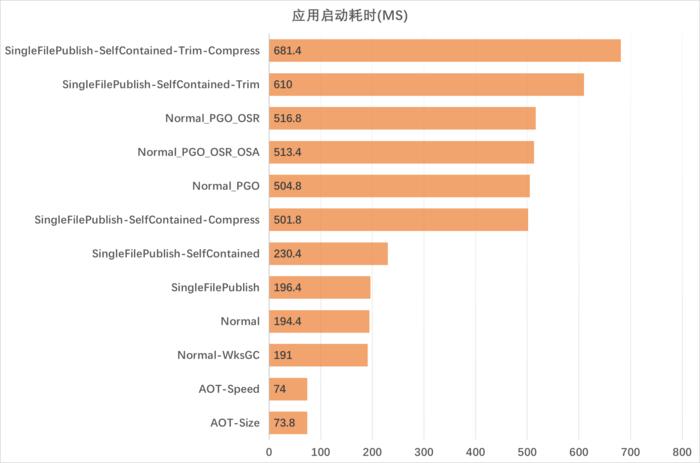 应用启动耗时(MS)
SingleFilePublish-SelfContained-Trim-Compress 681.4
SingleFilePublish-SelfContained-Trim 610
Normal_PGO_OSR 516.8
Normal_PGO_OSR_OSA 513.4
Normal_PGO 504.8
SingleFilePublish-SelfContained-Compress 501.8
SingleFilePublish-SelfContained 230.4
SingleFilePublish 196.4
Normal 194.4
Normal-WksGC 191
AOT-Speed 74
AOT-Size 73.8
0 100 200 300 400 500 600 700 800